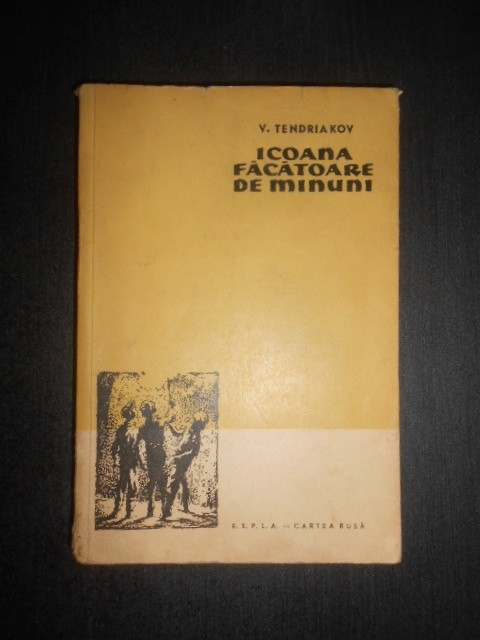 V. TENDRIAKOV
ICOANA
FĂCĂTOARE
DE MINUNI
E. S. P. L. A. — CARTEA RUSĂ